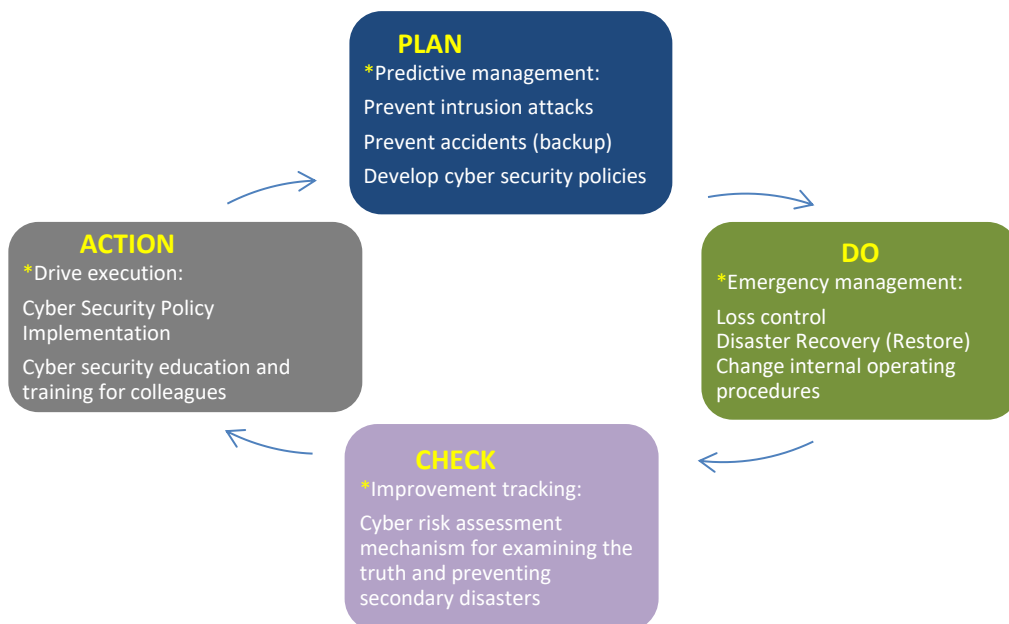 PLAN
*Predictive management:
Prevent intrusion attacks
Prevent accidents (backup)
Develop cyber security policies
DO
*Emergency management:
Loss control
Disaster Recovery (Restore)
Change internal operating
procedures
CHECK
*Improvement tracking:
Cyber risk assessment
mechanism for examining the
truth and preventing
secondary disasters
ACTION
*Drive execution:
Cyber Security Policy
Implementation
Cyber security education and
training for colleagues